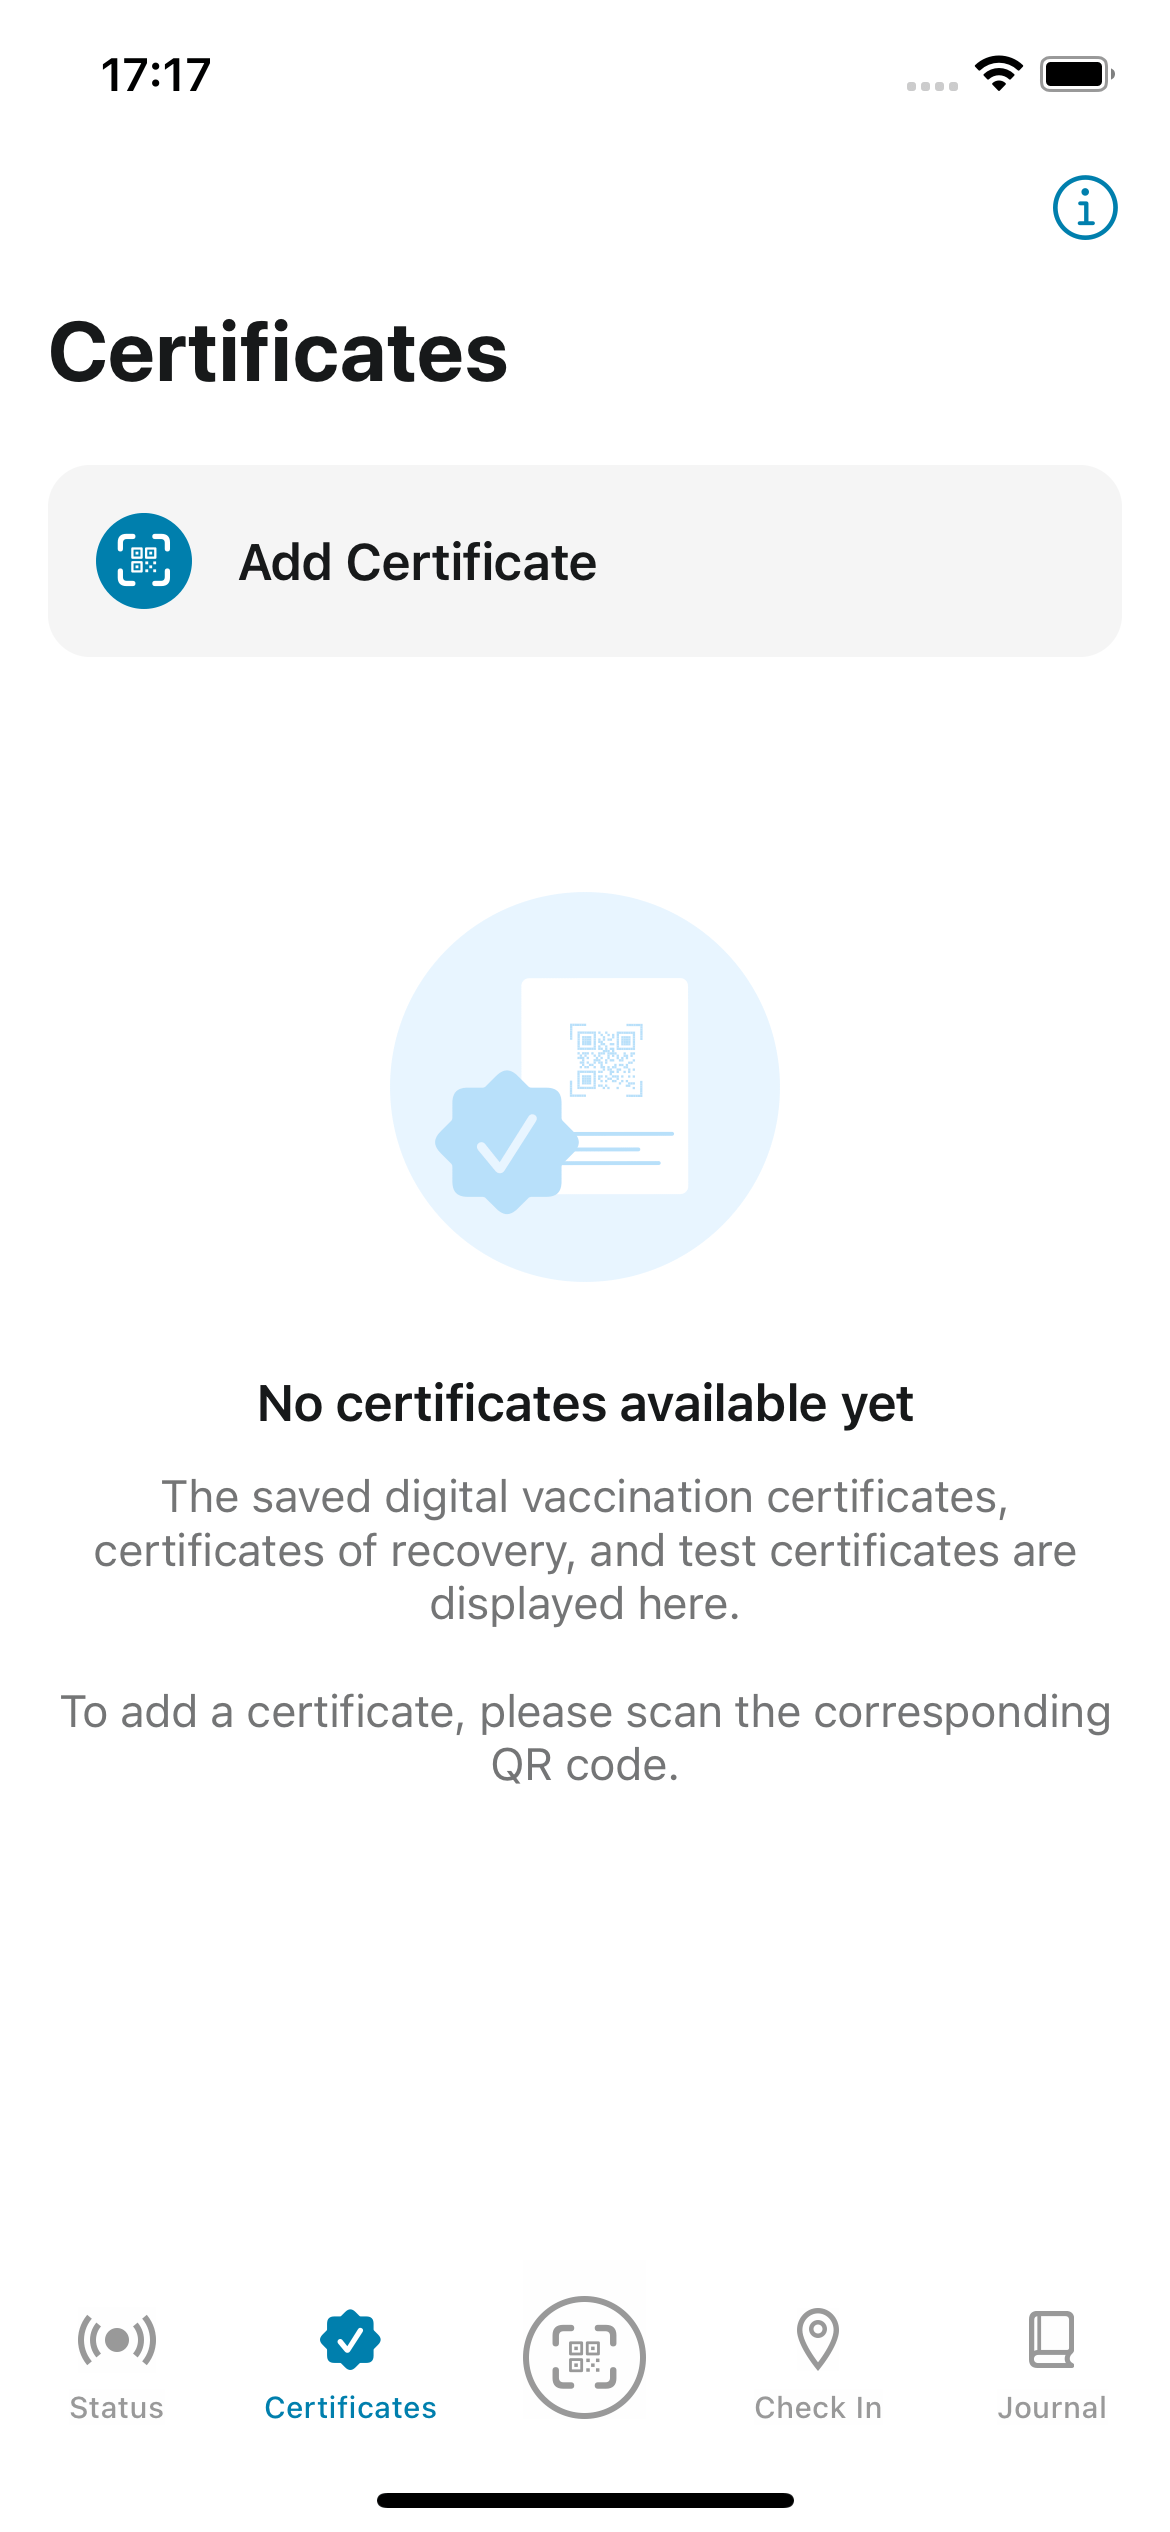 17:17
Certificates
Add Certificate
No certificates available yet
The saved digital vaccination certificates,
certificates of recovery, and test certificates are
displayed here.
To add a certificate, please scan the corresponding
QR code.
Status
Certificates
Check In
Journal